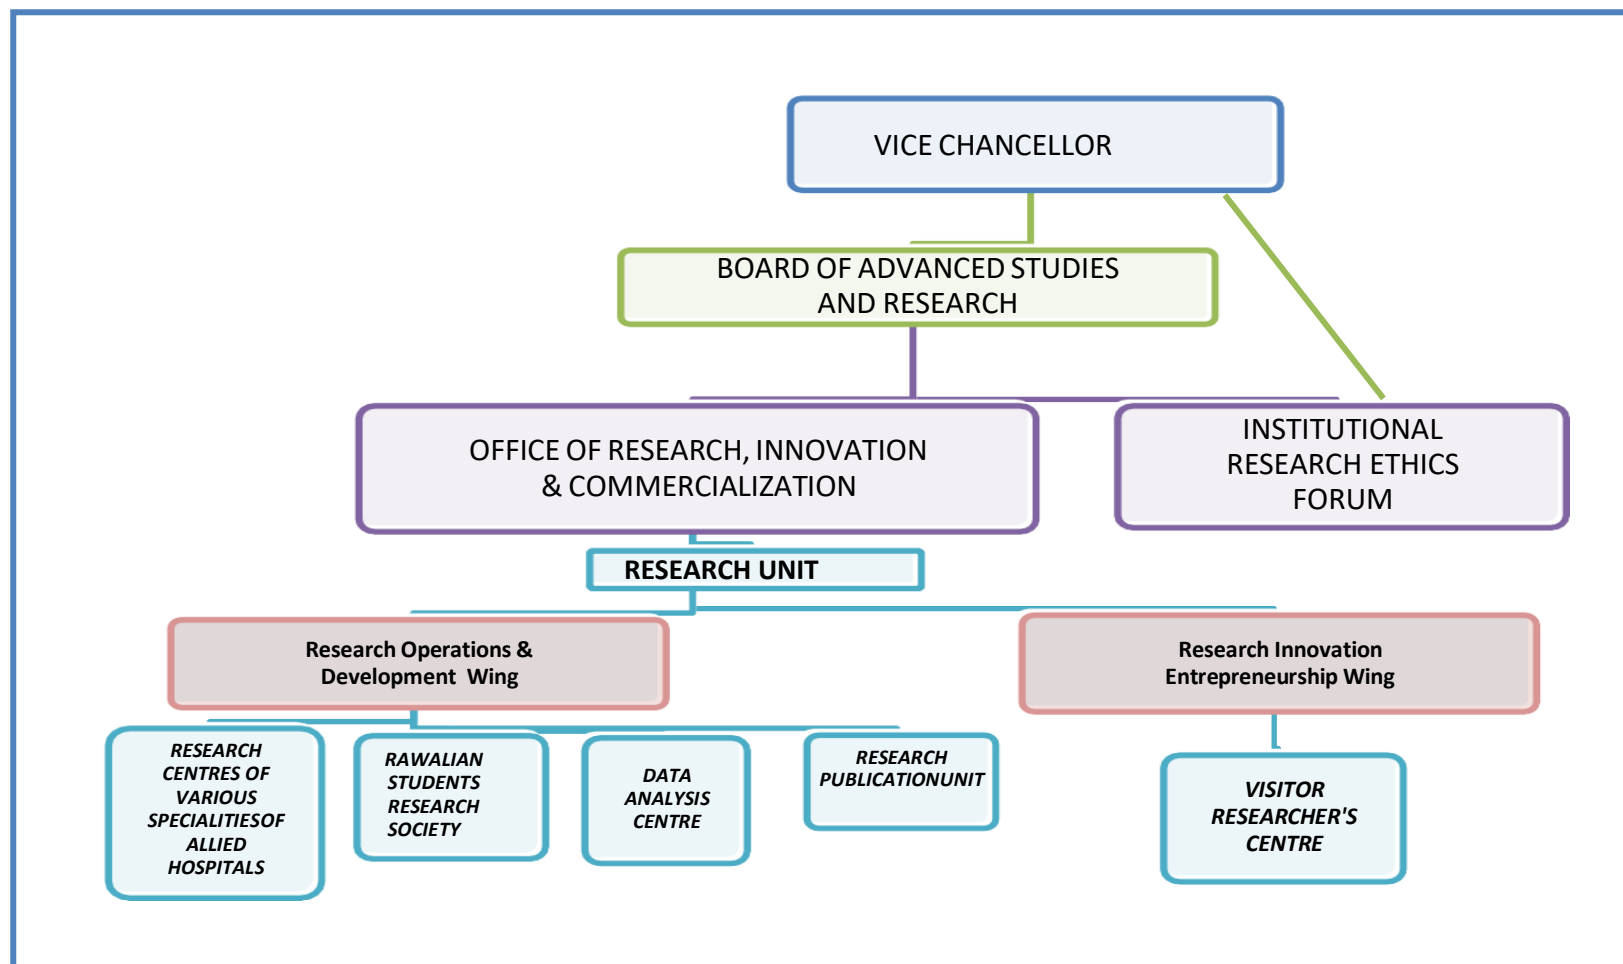 VICE CHANCELLOR
BOARD OF ADVANCED STUDIES
AND RESEARCH
OFFICE OF RESEARCH, INNOVATION
& COMMERCIALIZATION
INSTITUTIONAL
RESEARCH ETHICS
FORUM
RESEARCH UNIT
Research Operations &
Development Wing
Research Innovation
Entrepreneurship Wing
RESEARCH
CENTRES OF
VARIOUS
SPECIALITIESOF
ALLIED
HOSPITALS
RAWALIAN
STUDENTS
RESEARCH
SOCIETY
DATA
ANALYSIS
CENTRE
RESEARCH
PUBLICATIONUNIT
VISITOR
RESEARCHER'S
CENTRE